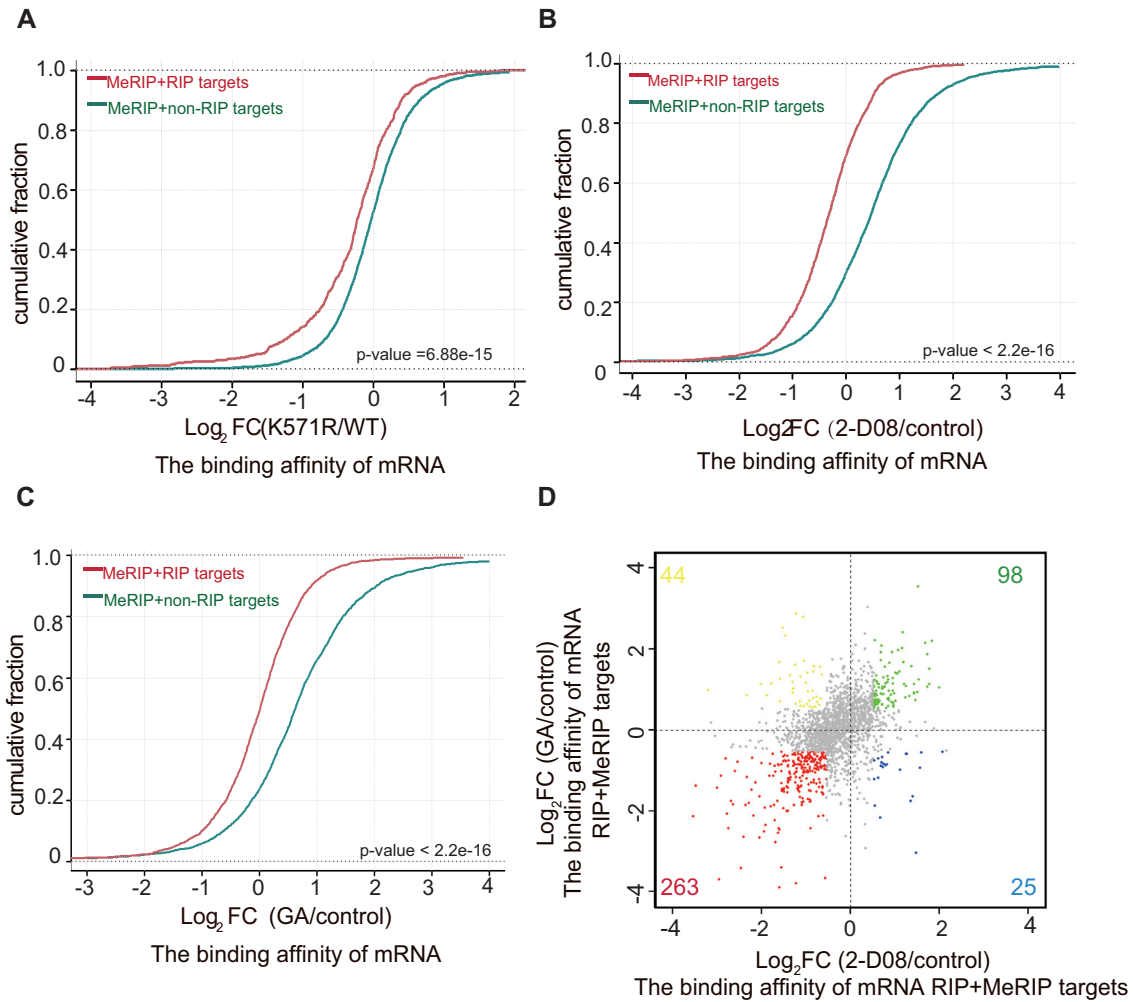 A
1.0
0.8
0.6
0.4
0.2
0
cumulative fraction
MeRIP+RIP targets
MeRIP+non-RIP targets
p-value =6.88e-15
-4 -3 -2 -1 0 1 2
Log2 FC(K571R/WT)
The binding affinity of mRNA
B
1.0
0.8
0.6
0.4
0.2
0
cumulative fraction
MeRIP+RIP targets
MeRIP+non-RIP targets
p-value < 2.2e-16
-4 -3 -2 -1 0 1 2 3 4
Log2FC (2-D08/control)
The binding affinity of mRNA
C
1.0
0.8
0.6
0.4
0.2
0
cumulative fraction
MeRIP+RIP targets
MeRIP+non-RIP targets
p-value < 2.2e-16
-3 -2 -1 0 1 2 3 4
Log2 FC (GA/control)
The binding affinity of mRNA
D
44 98
263 25
4
2
0
-2
-4
Log2FC (GA/control)
The binding affinity of mRNA
RIP+MeRIP targets
-4 -2 0 2 4
Log2FC (2-D08/control)
The binding affinity of mRNA RIP+MeRIP targets